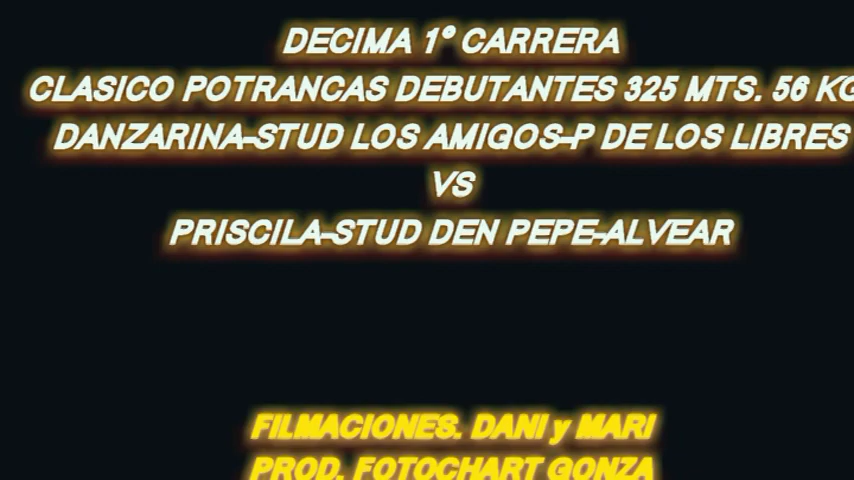 DECIMA 1° CARRERA
CLASICO POTRANCAS DEBUTANTES 325 MTS. 56 KG
DANZARINA-STUD LOS AMIGOS-P DE LOS LIBRES
VS
PRISCILA-STUD DEN PEPE-ALVEAR
FILMACIONES. DANI y MARI
PROD. FOTOCHART GONZA